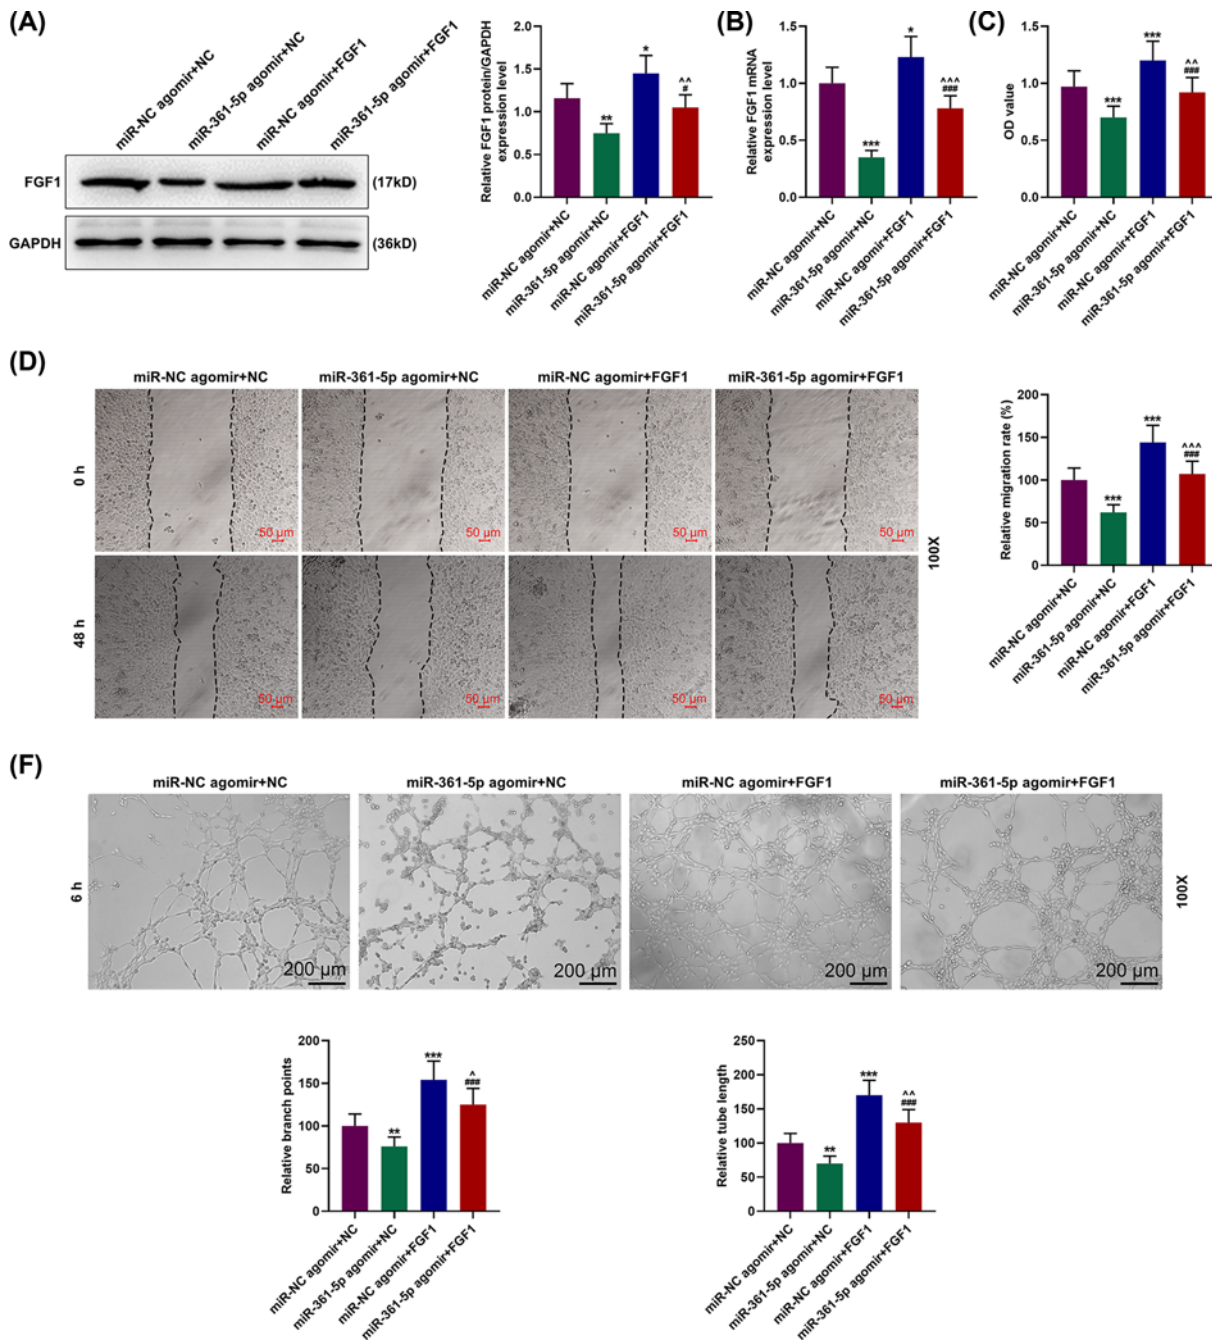 (A)
miR-NC agomir+NC
miR-361-5p agomir+NC
miR-NC agomir+FGF1
miR-361-5p agomir+FGF1
FGF1
(17kD)
GAPDH
(36kD)
Relative FGF1 protein/GAPDH
expression level
2.0
1.5
1.0
0.5
0.0
**
*
^^
#
miR-NC agomir+NC
miR-361-5p agomir+NC
miR-NC agomir+FGF1
miR-361-5p agomir+FGF1
(B)
Relative FGF1 mRNA
expression level
1.5
1.0
0.5
0.0
***
*
^^^
###
miR-NC agomir+NC
miR-361-5p agomir+NC
miR-NC agomir+FGF1
miR-361-5p agomir+FGF1
(C)
OD value
1.5
1.0
0.5
0.0
***
***
^^
###
miR-NC agomir+NC
miR-361-5p agomir+NC
miR-NC agomir+FGF1
miR-361-5p agomir+FGF1
(D)
miR-NC agomir+NC
miR-361-5p agomir+NC
miR-NC agomir+FGF1
miR-361-5p agomir+FGF1
0 h
50 µm
50 µm
50 µm
50 µm
48 h
50 µm
50 µm
50 µm
50 µm
100X
Relative migration rate (%)
200
150
100
50
0
***
***
^^^
###
miR-NC agomir+NC
miR-361-5p agomir+NC
miR-NC agomir+FGF1
miR-361-5p agomir+FGF1
(F)
miR-NC agomir+NC
miR-361-5p agomir+NC
miR-NC agomir+FGF1
miR-361-5p agomir+FGF1
6 h
200 µm
200 µm
200 µm
200 µm
100X
Relative branch points
200
150
100
50
0
**
***
^
###
miR-NC agomir+NC
miR-361-5p agomir+NC
miR-NC agomir+FGF1
miR-361-5p agomir+FGF1
Relative tube length
250
200
150
100
50
0
**
***
^^
###
miR-NC agomir+NC
miR-361-5p agomir+NC
miR-NC agomir+FGF1
miR-361-5p agomir+FGF1